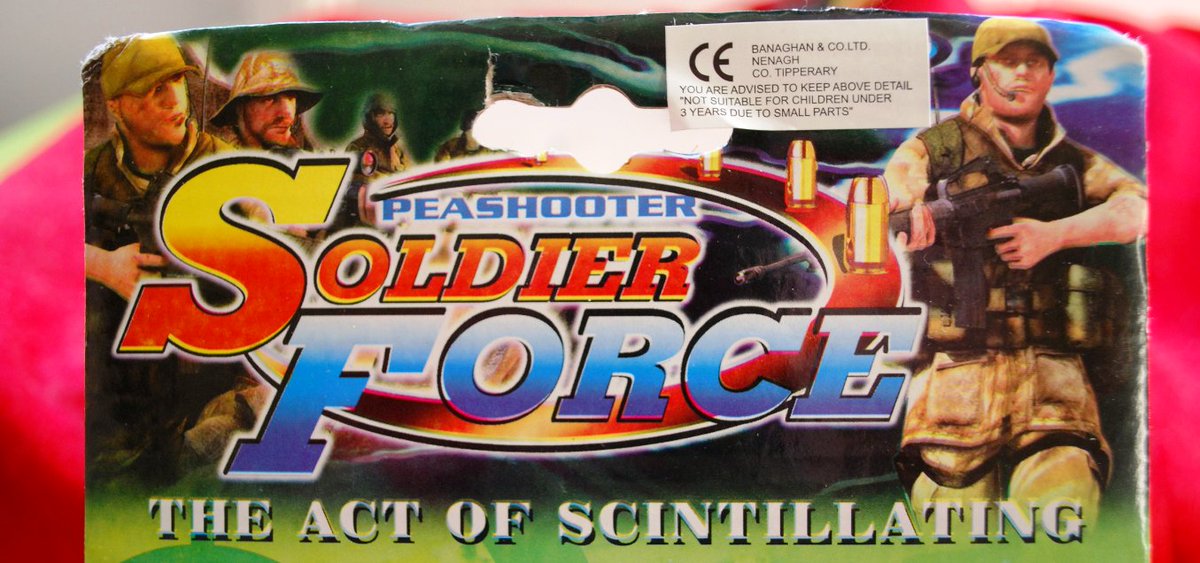 CE
BANAGHAN & CO.LTD.
NENAGH
CO. TIPPERARY
YOU ARE ADVISED TO KEEP ABOVE DETAIL
"NOT SUITABLE FOR CHILDREN UNDER
3 YEARS DUE TO SMALL PARTS"
PEASHOOTER
SOLDIER
FORCE
THE ACT OF SCINTILLATING